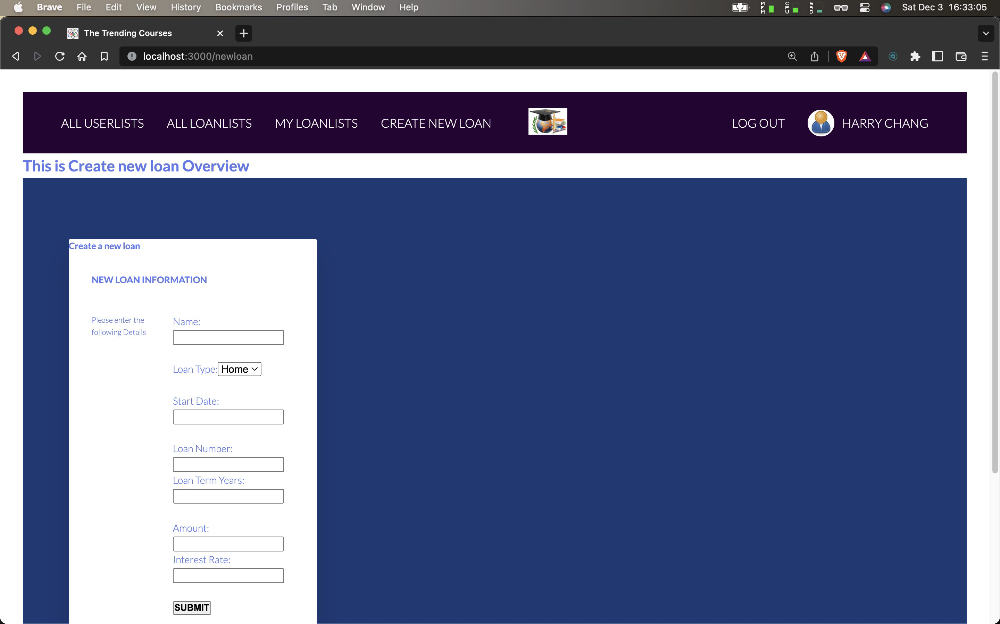 Brave File Edit View History Bookmarks Profiles Tab Window Help MEM CPU SSD Sat Dec 3 16:33:05
The Trending Courses
localhost:3000/newloan
ALL USERLISTS ALL LOANLISTS MY LOANLISTS CREATE NEW LOAN LOG OUT HARRY CHANG
This is Create new loan Overview
Create a new loan
NEW LOAN INFORMATION
Please enter the
following Details
Name:
Loan Type: Home
Start Date:
Loan Number:
Loan Term Years:
Amount:
Interest Rate:
SUBMIT